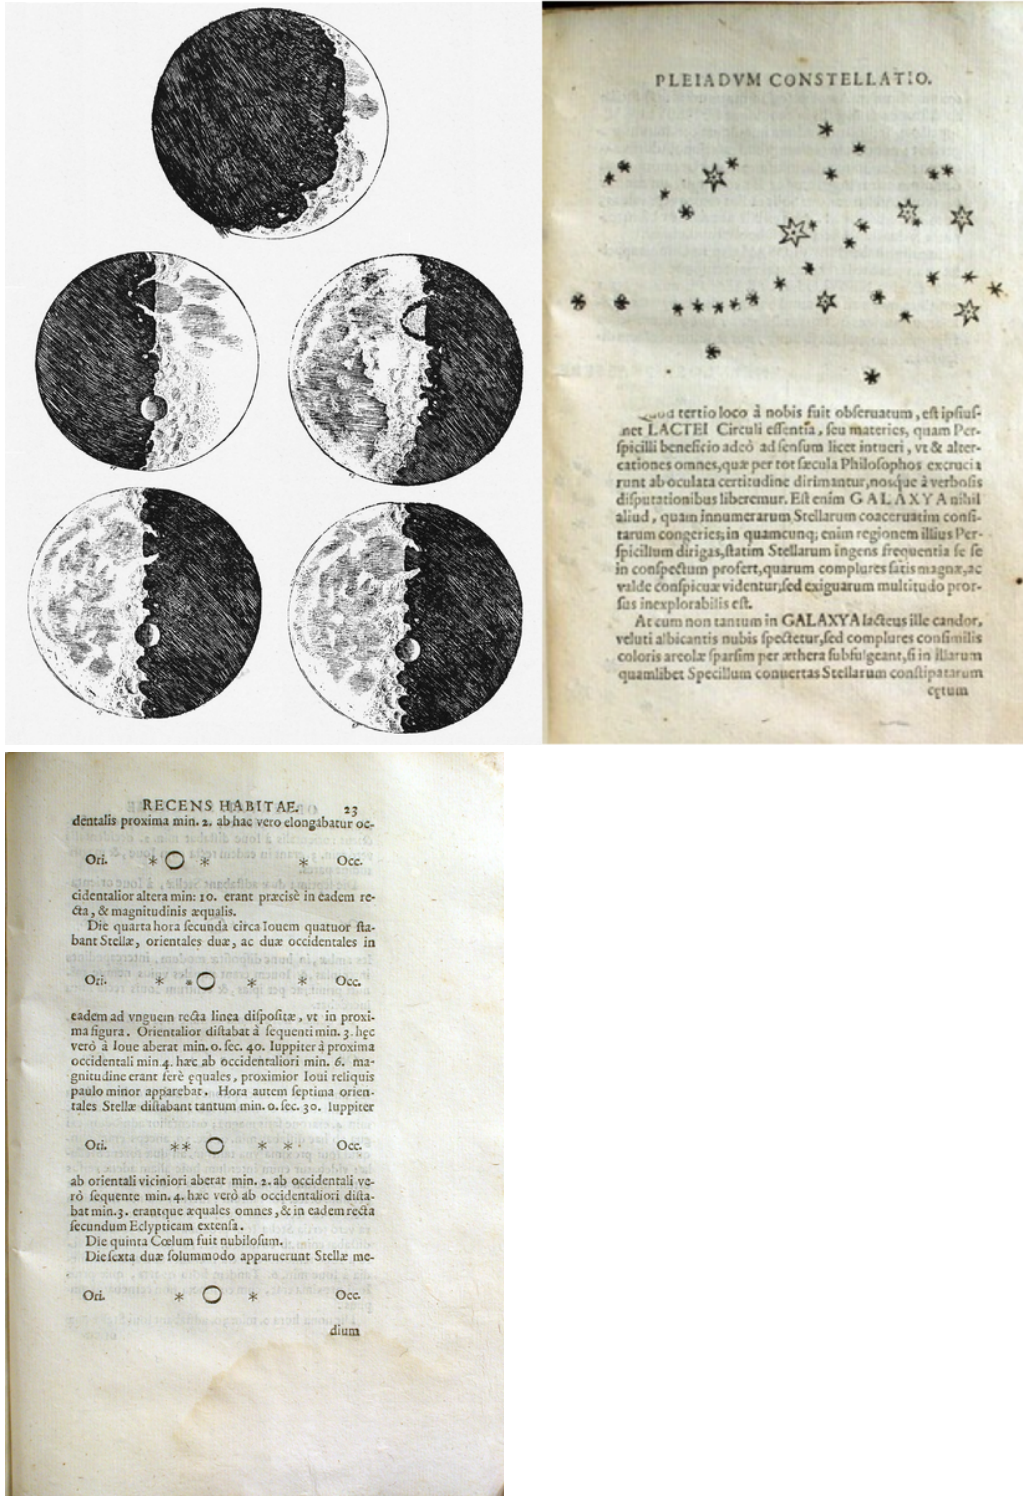 PLEIADVM CONSTELLATIO.
tertio loco à nobis fuit obſeruatum, eſt ipſiuſ-
met LACTEI Circuli eſſentia, ſeu materies, quam Per-
ſpicilli beneficio adeò ad ſenſum licet intueri, vt & alter-
cationes omnes, quæ per tot ſæcula Philoſophos excrucia
runt ab oculata certitudine dirimantur, noſque à verboſis
diſputationibus liberemur. Eſt enim GALAXYA nihil
aliud, quam innumerarum Stellarum coaceruatim conſi-
tarum congeries; in quamcunq; enim regionem illius Per-
ſpicillum dirigas, ſtatim Stellarum ingens frequentia ſe ſe
in conſpectum profert, quarum complures ſatis magnæ, ac
valde conſpicuæ videntur, ſed exiguarum multitudo pror-
ſus inexplorabilis eſt.
At cum non tantum in GALAXYA lacteus ille candor,
veluti albicantis nubis ſpectetur, ſed complures conſimilis
coloris areolæ ſparſim per æthera ſubfulgeant, ſi in illarum
quamlibet Specillum conuertas Stellarum conſtipatarum
cętum
RECENS HABITAE. 23
dentalis proxima min. 2. ab hac vero elongabatur oc-
Ori. * O * * Occ.
cidentalior altera min: 10. erant præcisè in eadem re-
cta, & magnitudinis æqualis.
Die quarta hora ſecunda circa Iouem quatuor ſta-
bant Stellæ, orientales duæ, ac duæ occidentales in
Ori. * * O * * Occ.
eadem ad vnguem recta linea diſpoſitæ, vt in proxi-
ma figura. Orientalior diſtabat à ſequenti min. 3. hęc
verò à Ioue aberat min. 0. ſec. 40. Iuppiter à proxima
occidentali min. 4. hæc ab occidentaliori min. 6. ma-
gnitudine erant ferè ęquales, proximior Ioui reliquis
paulo minor apparebat. Hora autem ſeptima orien-
tales Stellæ diſtabant tantum min. 0. ſec. 30. Iuppiter
Ori. ** O * * Occ.
ab orientali viciniori aberat min. 2. ab occidentali ve-
rò ſequente min. 4. hæc verò ab occidentaliori diſta-
bat min. 3. erantque æquales omnes, & in eadem recta
ſecundum Eclypticam extenſa.
Die quinta Cœlum fuit nubiloſum.
Die ſexta duæ ſolummodo apparuerunt Stellæ me-
Ori. * O * Occ.
dium